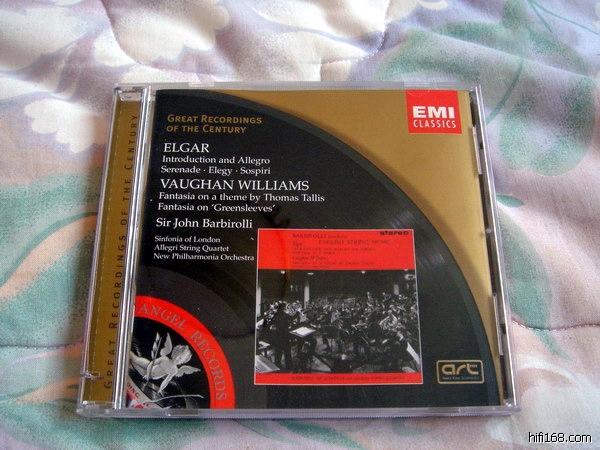 GREAT RECORDINGS OF THE CENTURY
GREAT RECORDINGS
OF THE CENTURY
EMI
CLASSICS
ELGAR
Introduction and Allegro
Serenade · Elegy · Sospiri
VAUGHAN WILLIAMS
Fantasia on a theme by Thomas Tallis
Fantasia on 'Greensleeves'
Sir John Barbirolli
Sinfonia of London
Allegri String Quartet
New Philharmonia Orchestra
BARBIROLLI
stereo
ENGLISH STRING MUSIC
ANGEL RECORDS
art
hifi168.com